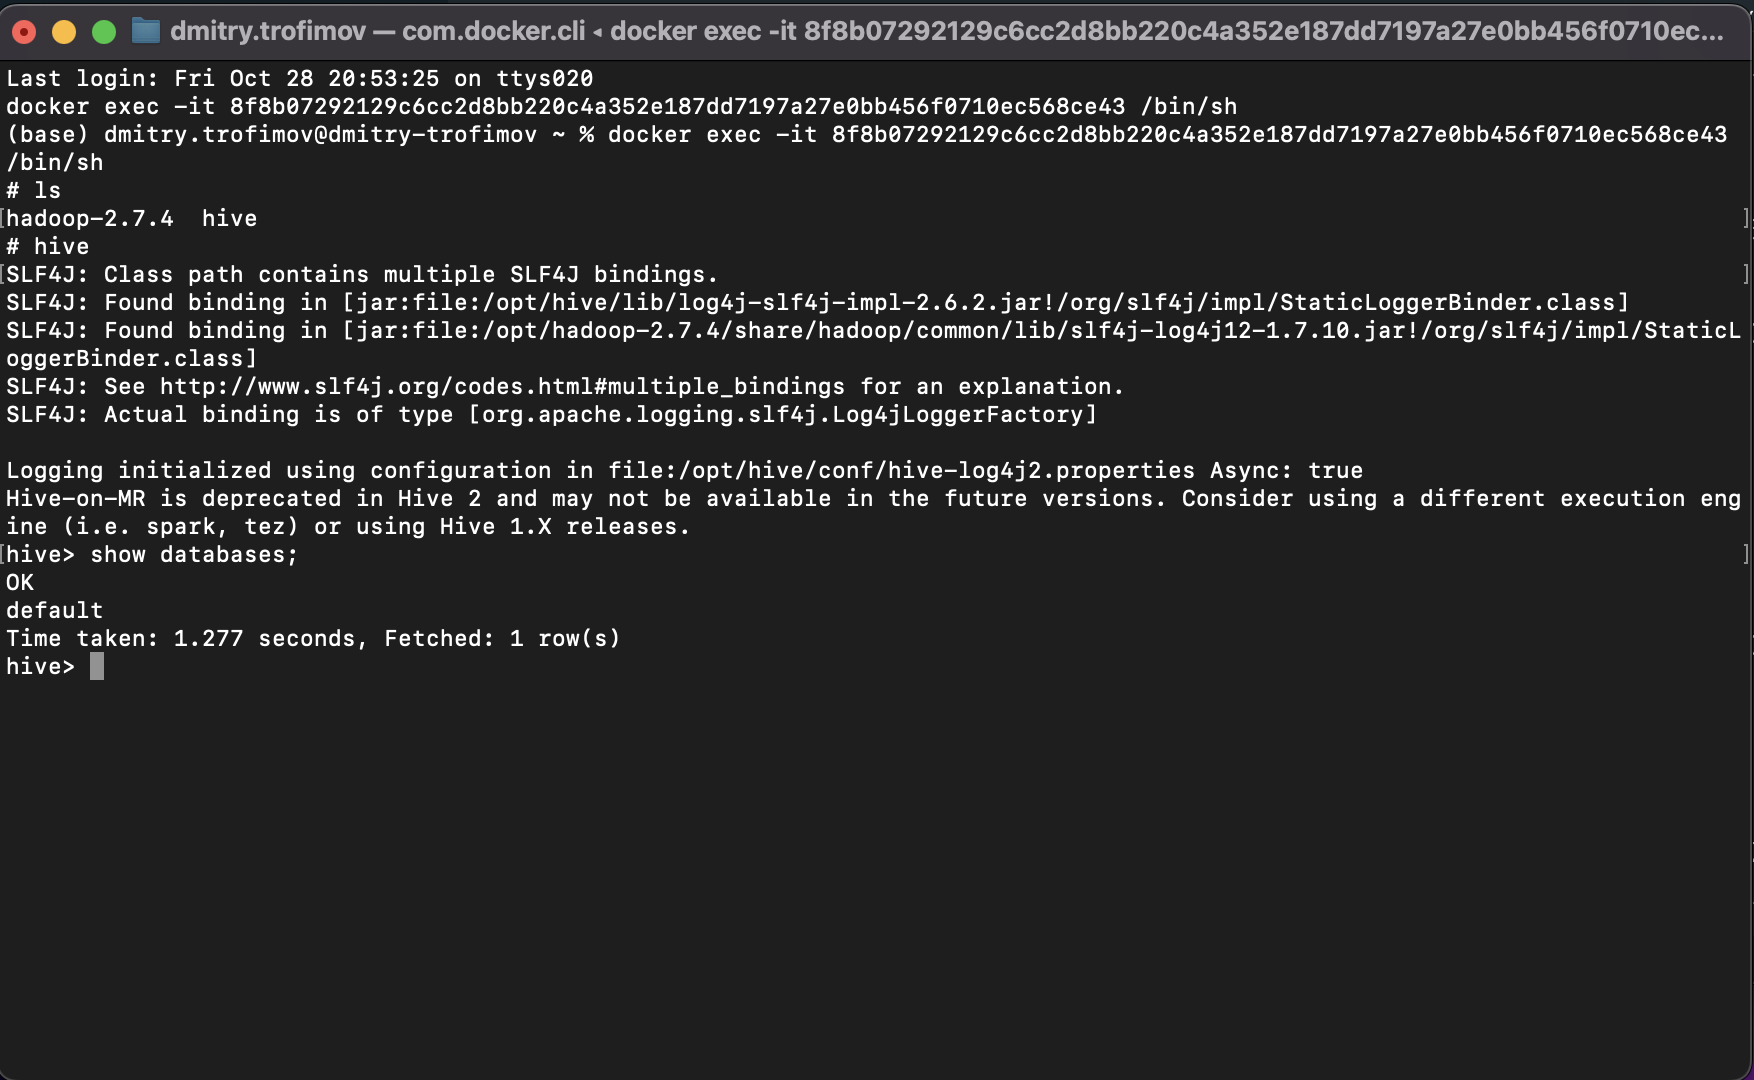 dmitry.trofimov — com.docker.cli ◂ docker exec -it 8f8b07292129c6cc2d8bb220c4a352e187dd7197a27e0bb456f0710ec...
Last login: Fri Oct 28 20:53:25 on ttys020
docker exec -it 8f8b07292129c6cc2d8bb220c4a352e187dd7197a27e0bb456f0710ec568ce43 /bin/sh
(base) dmitry.trofimov@dmitry-trofimov ~ % docker exec -it 8f8b07292129c6cc2d8bb220c4a352e187dd7197a27e0bb456f0710ec568ce43
/bin/sh
# ls
[hadoop-2.7.4  hive ]
# hive
[SLF4J: Class path contains multiple SLF4J bindings. ]
SLF4J: Found binding in [jar:file:/opt/hive/lib/log4j-slf4j-impl-2.6.2.jar!/org/slf4j/impl/StaticLoggerBinder.class]
SLF4J: Found binding in [jar:file:/opt/hadoop-2.7.4/share/hadoop/common/lib/slf4j-log4j12-1.7.10.jar!/org/slf4j/impl/StaticL
oggerBinder.class]
SLF4J: See http://www.slf4j.org/codes.html#multiple_bindings for an explanation.
SLF4J: Actual binding is of type [org.apache.logging.slf4j.Log4jLoggerFactory]
Logging initialized using configuration in file:/opt/hive/conf/hive-log4j2.properties Async: true
Hive-on-MR is deprecated in Hive 2 and may not be available in the future versions. Consider using a different execution eng
ine (i.e. spark, tez) or using Hive 1.X releases.
[hive> show databases; ]
OK
default
Time taken: 1.277 seconds, Fetched: 1 row(s)
hive>